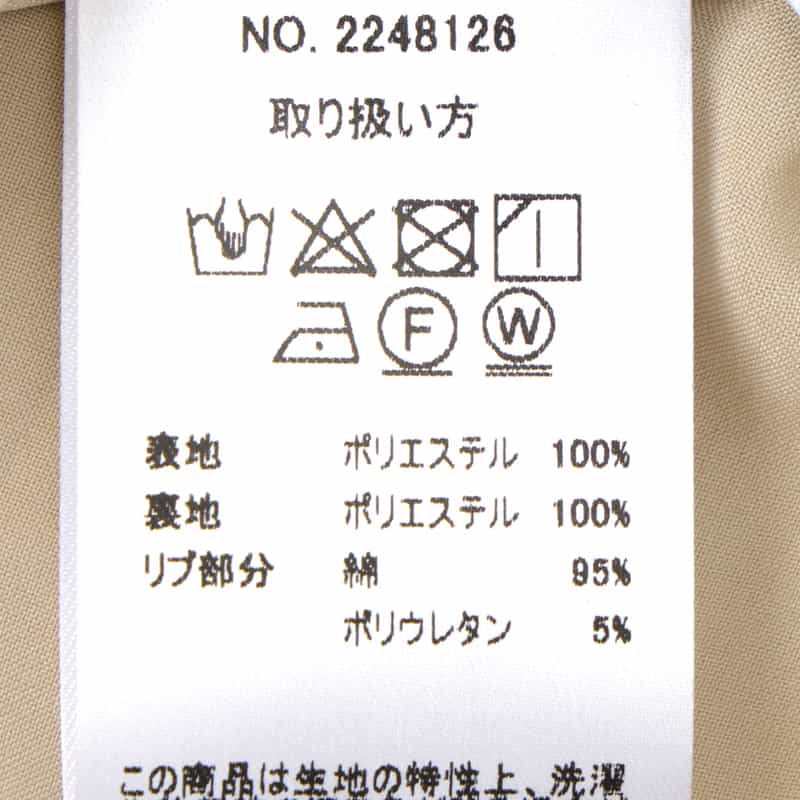 NO. 2248126
取り扱い方
F W
表地 ポリエステル 100%
裏地 ポリエステル 100%
リブ部分 綿 95%
ポリウレタン 5%
この商品は生地の特性上、洗濯